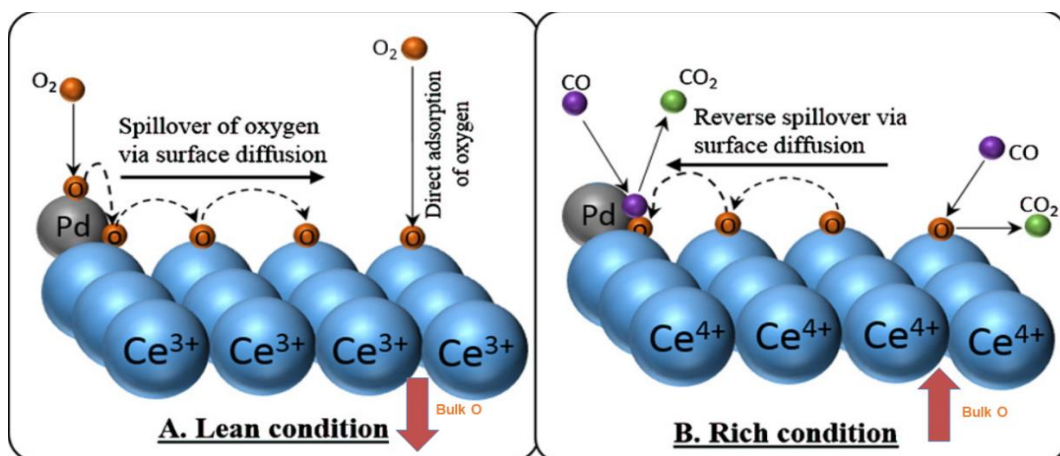 O₂
O₂
Spillover of oxygen
via surface diffusion
Direct adsorption
of oxygen
O
Pd
O
O
O
O
Ce³⁺
Ce³⁺
Ce³⁺
Ce³⁺
Bulk O
A. Lean condition
CO
CO₂
Reverse spillover via
surface diffusion
CO
CO₂
Pd
O
O
O
O
Ce⁴⁺
Ce⁴⁺
Ce⁴⁺
Ce⁴⁺
Bulk O
B. Rich condition